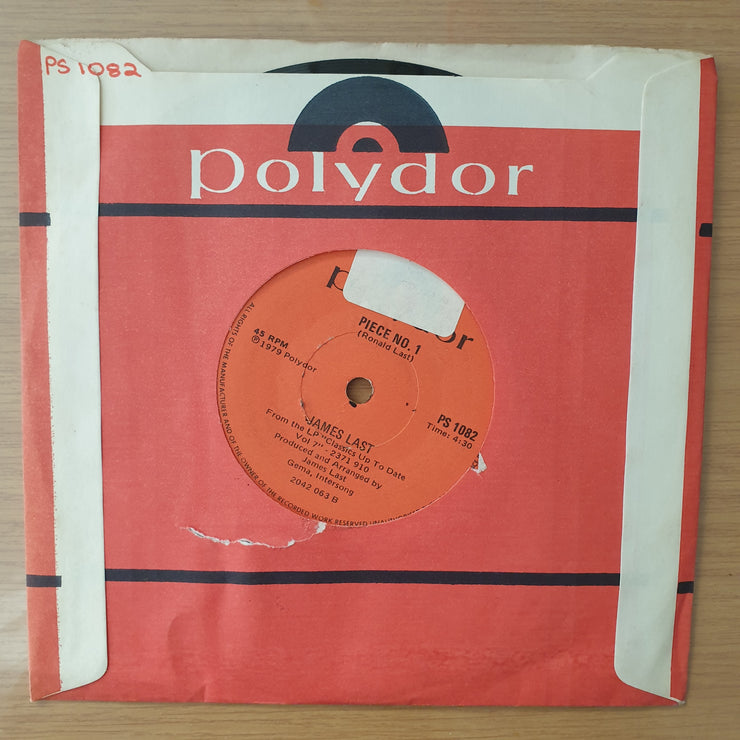 PS 1082
polydor
PIECE NO. 1
(Ronald Last)
45 RPM
℗1979 Polydor
PS 1082
Time: 4:30
JAMES LAST
From the LP "Classics Up To Date
Vol 7" - 2371 910
Produced and Arranged by
James Last
Gema, Intersong
2042 063 B
ALL RIGHTS OF THE MANUFACTURER AND OF THE OWNER OF THE RECORDED WORK RESERVED